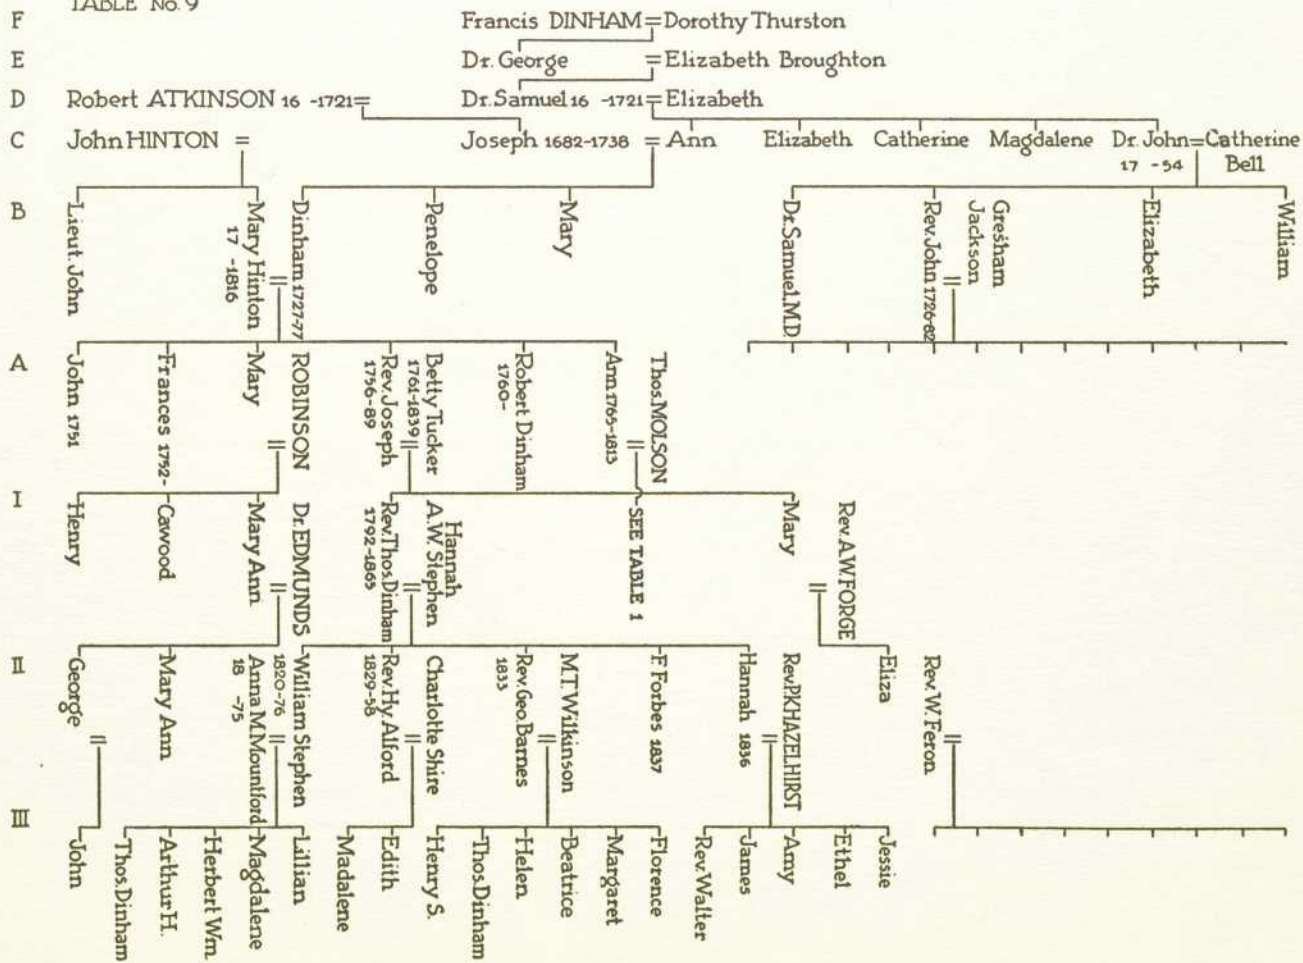 TABLE No. 9
F
Francis DINHAM = Dorothy Thurston
E
Dr. George = Elizabeth Broughton
D
Robert ATKINSON 16 -1721 =
Dr. Samuel 16 -1721 = Elizabeth
C
John HINTON =
Joseph 1682-1738 = Ann
Elizabeth
Catherine
Magdalene
Dr. John = Catherine
17 -54
Bell
B
Lieut. John
Mary Hinton
17 -1816
=
Dinham 1727-77
Penelope
Mary
Dr. Samuel, M.D.
Rev. John 1726-82
=
Gresham
Jackson
Elizabeth
William
A
John 1751
Frances 1752-
Mary
=
ROBINSON
Rev. Joseph
1756-89
=
Betty Tucker
1761-1839
Robert Dinham
1760-
Ann 1765-1813
=
Thos. MOLSON
I
Henry
Cawood
Mary Ann
=
Dr. EDMUNDS
Rev. Thos. Dinham
1792-1865
=
Hannah
A.W. Stephen
SEE TABLE 1
Mary
=
Rev. A.W. FORGE
II
George
=
Mary Ann
William Stephen
1820-76
=
Anna M. Mountford
18 -75
Rev. Hy. Alford
1829-58
=
Charlotte Shire
Rev. Geo. Barnes
1833
=
M.T. Wilkinson
F Forbes 1837
Hannah 1836
=
Rev. P.K HAZELHIRST
Eliza
=
Rev. W. Feron
III
John
Thos. Dinham
Arthur H.
Herbert Wm.
Magdalene
Lillian
Madalene
Edith
Henry S.
Thos. Dinham
Helen
Beatrice
Margaret
Florence
Rev. Walter
James
Amy
Ethel
Jessie